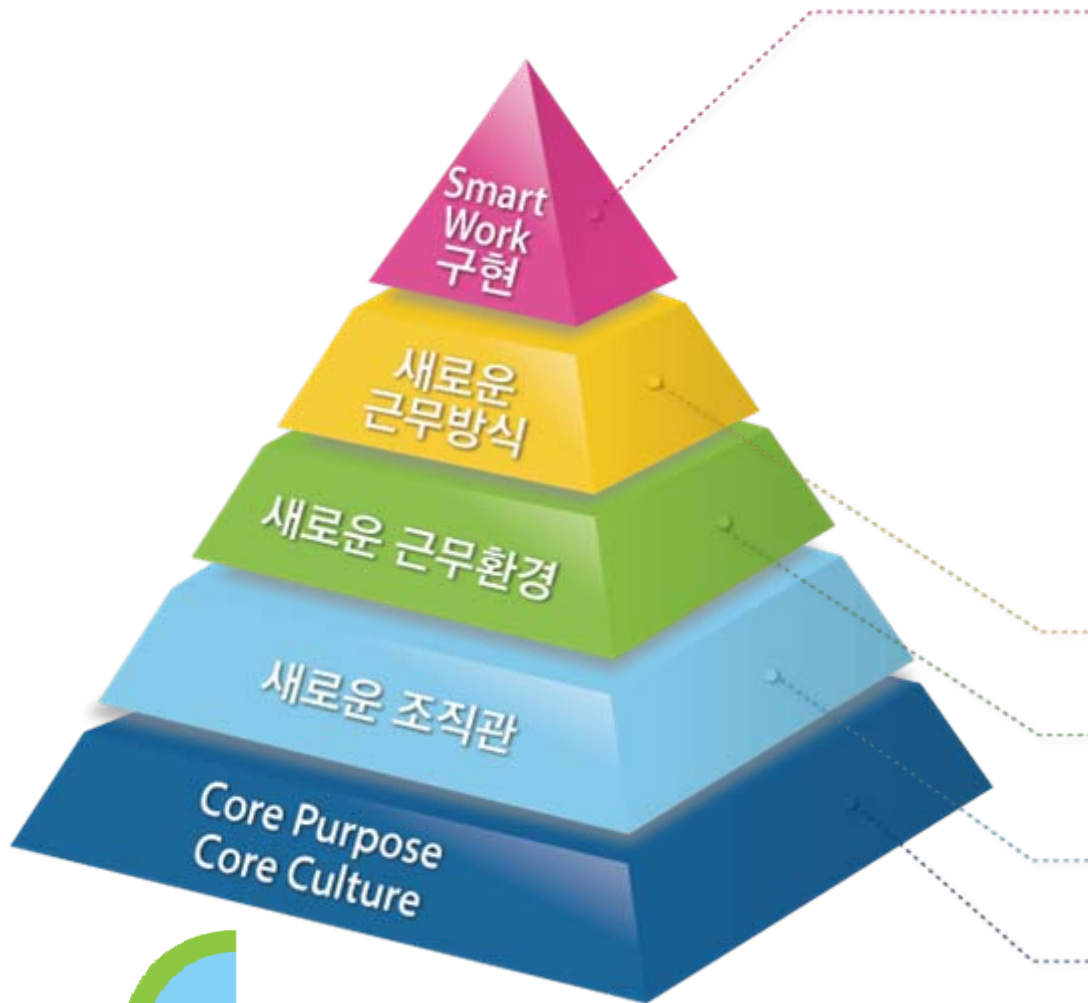 Smart
Work
구현
새로운
근무방식
새로운 근무환경
새로운 조직관
Core Purpose
Core Culture